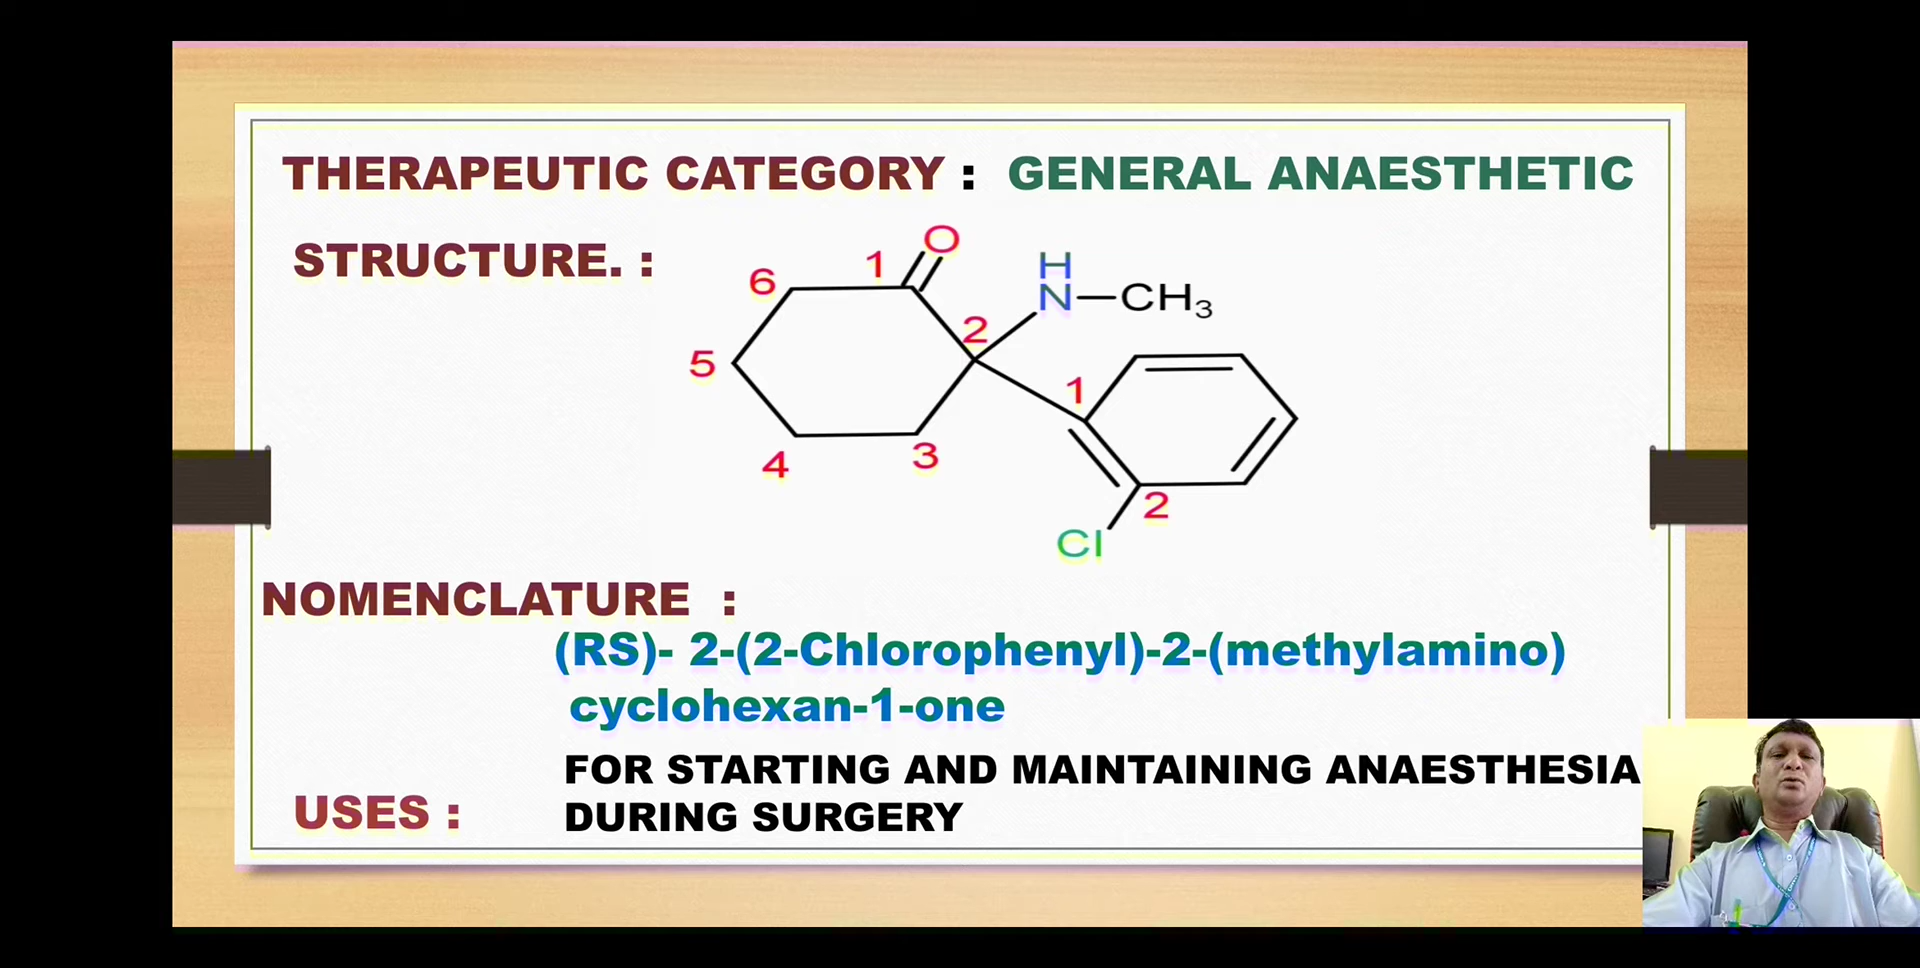 THERAPEUTIC CATEGORY : GENERAL ANAESTHETIC
STRUCTURE. :
O
1
6
H
N—CH₃
2
5
1
3
4
2
Cl
NOMENCLATURE :
(RS)- 2-(2-Chlorophenyl)-2-(methylamino)
cyclohexan-1-one
FOR STARTING AND MAINTAINING ANAESTHESIA
USES : DURING SURGERY